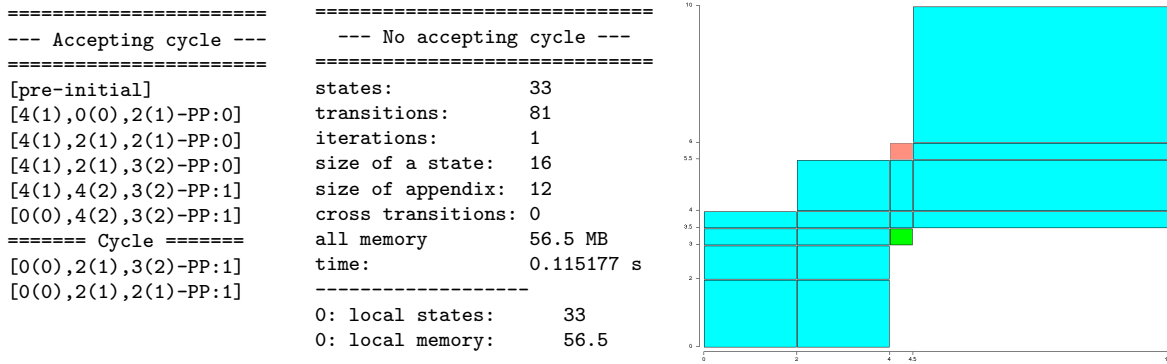 =======================
--- Accepting cycle ---
=======================
[pre-initial]
[4(1),0(0),2(1)-PP:0]
[4(1),2(1),2(1)-PP:0]
[4(1),2(1),3(2)-PP:0]
[4(1),4(2),3(2)-PP:1]
[0(0),4(2),3(2)-PP:1]
======= Cycle =======
[0(0),2(1),3(2)-PP:1]
[0(0),2(1),2(1)-PP:1]
==============================
--- No accepting cycle ---
==============================
states: 33
transitions: 81
iterations: 1
size of a state: 16
size of appendix: 12
cross transitions: 0
all memory 56.5 MB
time: 0.115177 s
-------------------
0: local states: 33
0: local memory: 56.5
10
6
5.5
4
3.5
3
2
0
0 2 4 4.5